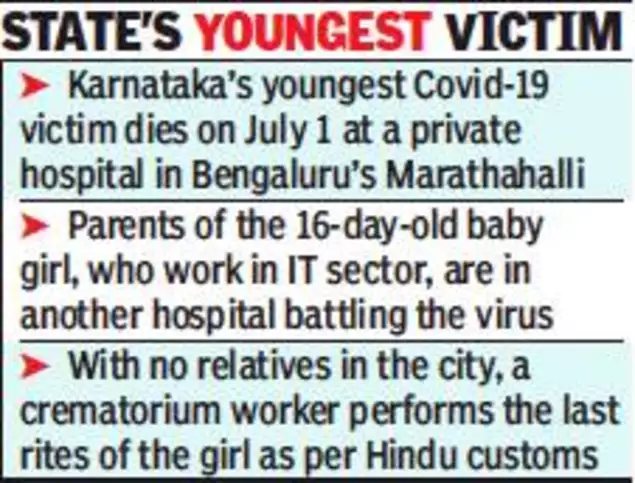 STATE'S YOUNGEST VICTIM
➤ Karnataka's youngest Covid-19
victim dies on July 1 at a private
hospital in Bengaluru's Marathahalli
➤ Parents of the 16-day-old baby
girl, who work in IT sector, are in
another hospital battling the virus
➤ With no relatives in the city, a
crematorium worker performs the last
rites of the girl as per Hindu customs